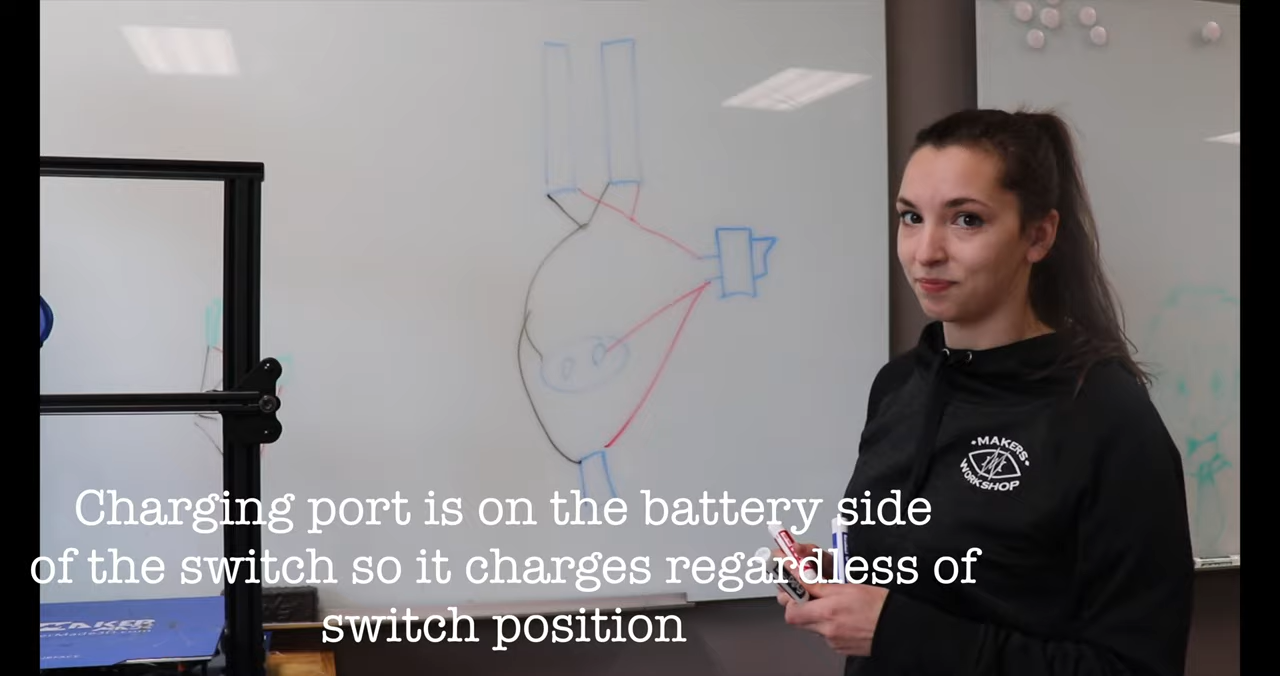 •MAKERS•
WORKSHOP
Charging port is on the battery side
of the switch so it charges regardless of
switch position